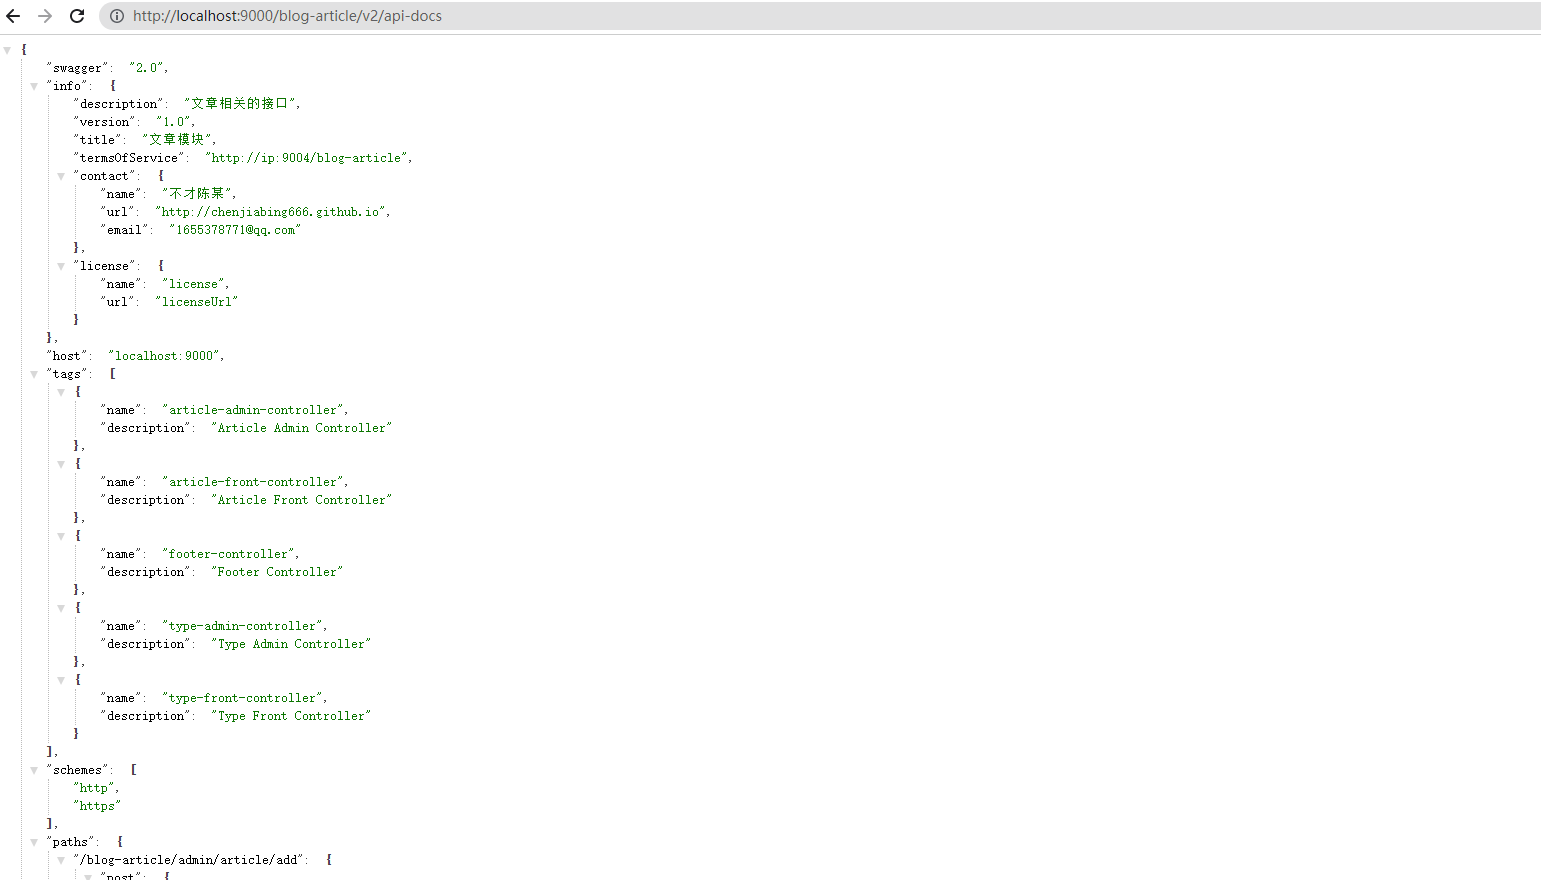 http://localhost:9000/blog-article/v2/api-docs
{
"swagger": "2.0",
"info": {
"description": "文章相关的接口",
"version": "1.0",
"title": "文章模块",
"termsOfService": "http://ip:9004/blog-article",
"contact": {
"name": "不才陈某",
"url": "http://chenjiabing666.github.io",
"email": "1655378771@qq.com"
},
"license": {
"name": "license",
"url": "licenseUrl"
}
},
"host": "localhost:9000",
"tags": [
{
"name": "article-admin-controller",
"description": "Article Admin Controller"
},
{
"name": "article-front-controller",
"description": "Article Front Controller"
},
{
"name": "footer-controller",
"description": "Footer Controller"
},
{
"name": "type-admin-controller",
"description": "Type Admin Controller"
},
{
"name": "type-front-controller",
"description": "Type Front Controller"
}
],
"schemes": [
"http",
"https"
],
"paths": {
"/blog-article/admin/article/add": {
"post": {